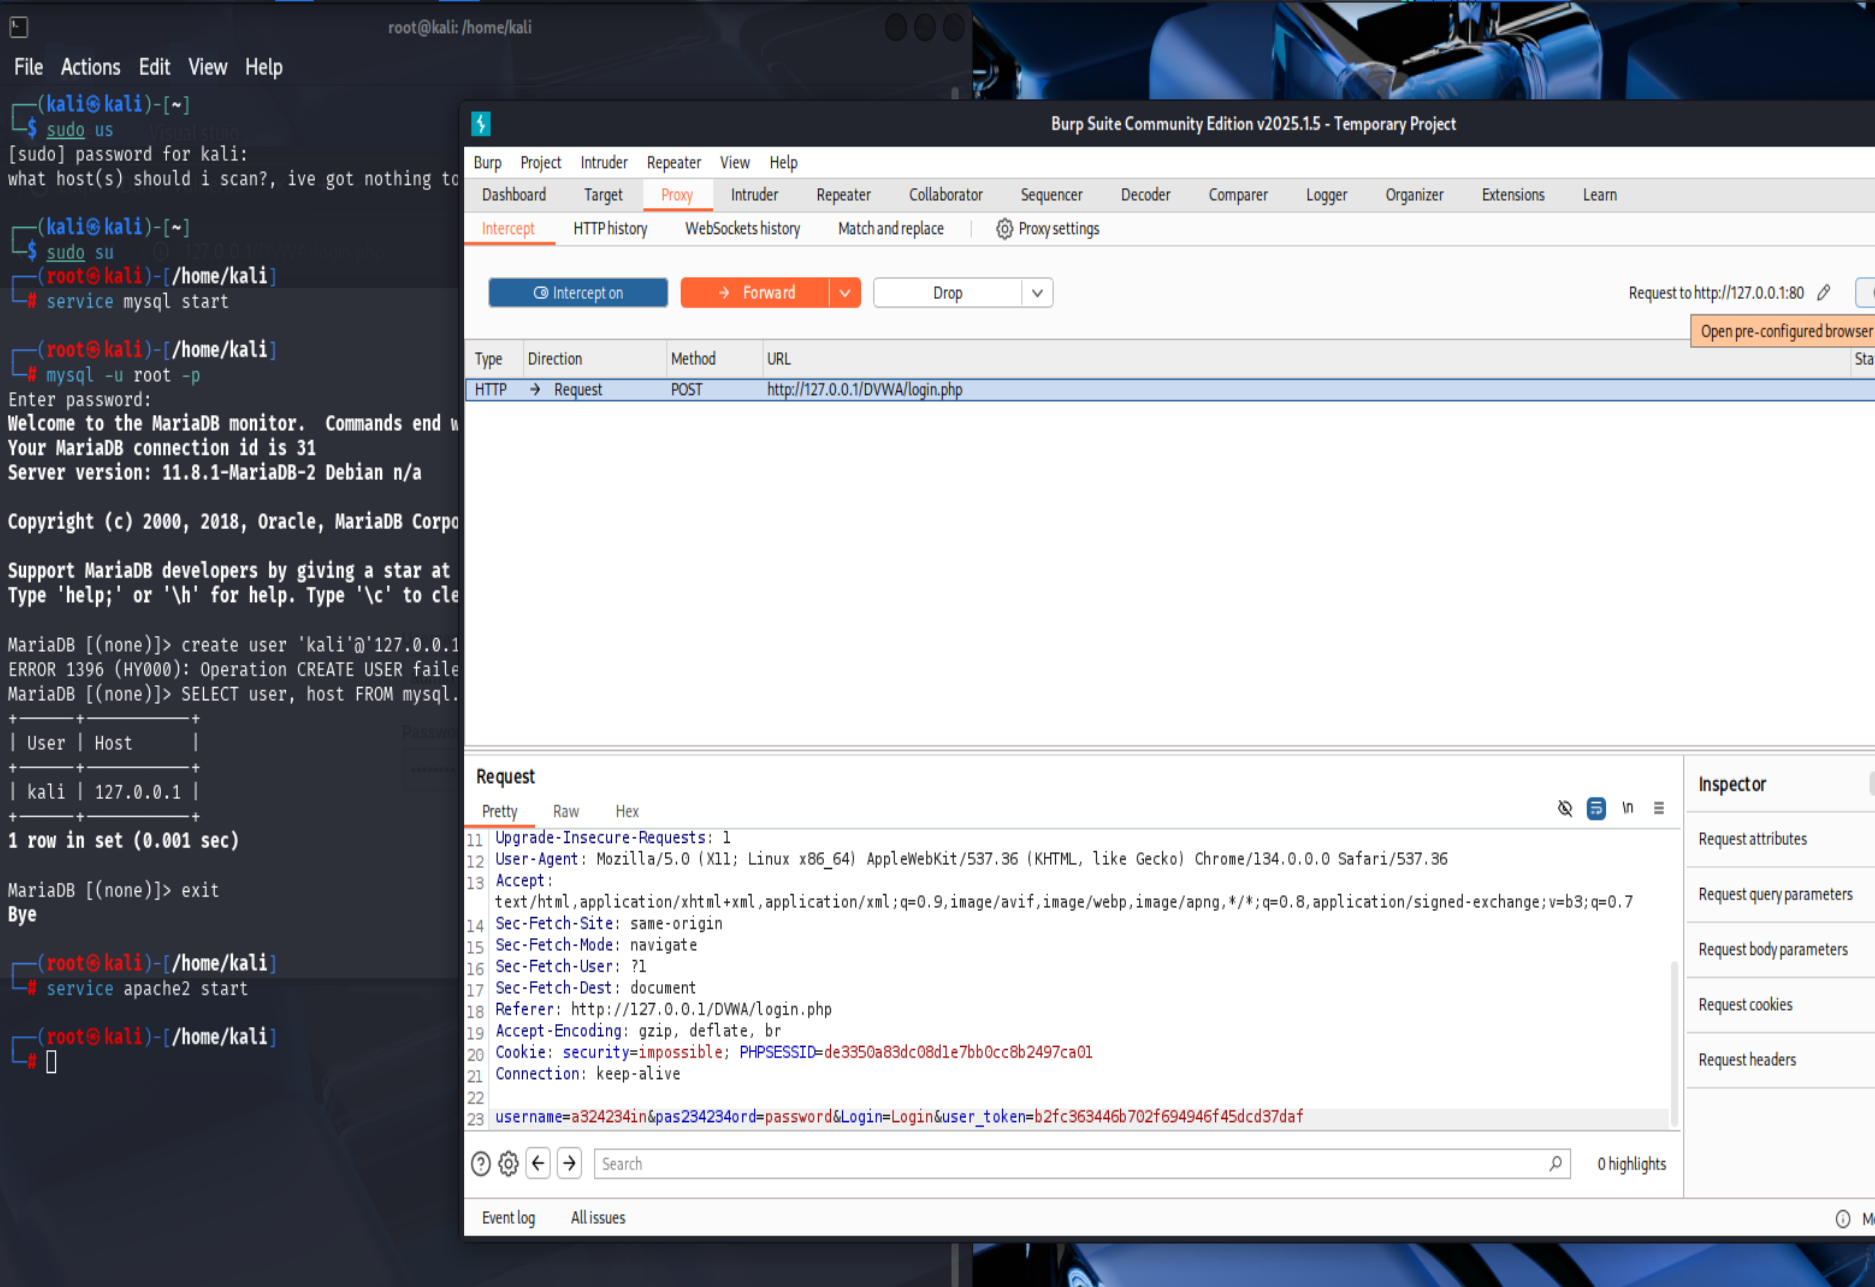 root@kali: /home/kali
File Actions Edit View Help
┌──(kali㉿kali)-[~]
└─$ sudo us
[sudo] password for kali:
what host(s) should i scan?, ive got nothing to
┌──(kali㉿kali)-[~]
└─$ sudo su
┌──(root㉿kali)-[/home/kali]
└─# service mysql start
┌──(root㉿kali)-[/home/kali]
└─# mysql -u root -p
Enter password:
Welcome to the MariaDB monitor.  Commands end w
Your MariaDB connection id is 31
Server version: 11.8.1-MariaDB-2 Debian n/a
Copyright (c) 2000, 2018, Oracle, MariaDB Corpo
Support MariaDB developers by giving a star at
Type 'help;' or '\h' for help. Type '\c' to cle
MariaDB [(none)]> create user 'kali'@'127.0.0.1
ERROR 1396 (HY000): Operation CREATE USER faile
MariaDB [(none)]> SELECT user, host FROM mysql.
+------+-----------+
| User | Host      |
+------+-----------+
| kali | 127.0.0.1 |
+------+-----------+
1 row in set (0.001 sec)
MariaDB [(none)]> exit
Bye
┌──(root㉿kali)-[/home/kali]
└─# service apache2 start
┌──(root㉿kali)-[/home/kali]
└─#
Burp Suite Community Edition v2025.1.5 - Temporary Project
Burp Project Intruder Repeater View Help
Dashboard Target Proxy Intruder Repeater Collaborator Sequencer Decoder Comparer Logger Organizer Extensions Learn
Intercept HTTP history WebSockets history Match and replace Proxy settings
Intercept on Forward Drop Request to http://127.0.0.1:80
Open pre-configured browser
Type Direction Method URL Sta
HTTP → Request POST http://127.0.0.1/DVWA/login.php
Request
Pretty Raw Hex \n
11 Upgrade-Insecure-Requests: 1
12 User-Agent: Mozilla/5.0 (X11; Linux x86_64) AppleWebKit/537.36 (KHTML, like Gecko) Chrome/134.0.0.0 Safari/537.36
13 Accept:
text/html,application/xhtml+xml,application/xml;q=0.9,image/avif,image/webp,image/apng,*/*;q=0.8,application/signed-exchange;v=b3;q=0.7
14 Sec-Fetch-Site: same-origin
15 Sec-Fetch-Mode: navigate
16 Sec-Fetch-User: ?1
17 Sec-Fetch-Dest: document
18 Referer: http://127.0.0.1/DVWA/login.php
19 Accept-Encoding: gzip, deflate, br
20 Cookie: security=impossible; PHPSESSID=de3350a83dc08d1e7bb0cc8b2497ca01
21 Connection: keep-alive
22
23 username=a324234in&pas234234ord=password&Login=Login&user_token=b2fc363446b702f694946f45dcd37daf
Search 0 highlights
Inspector
Request attributes
Request query parameters
Request body parameters
Request cookies
Request headers
Event log All issues